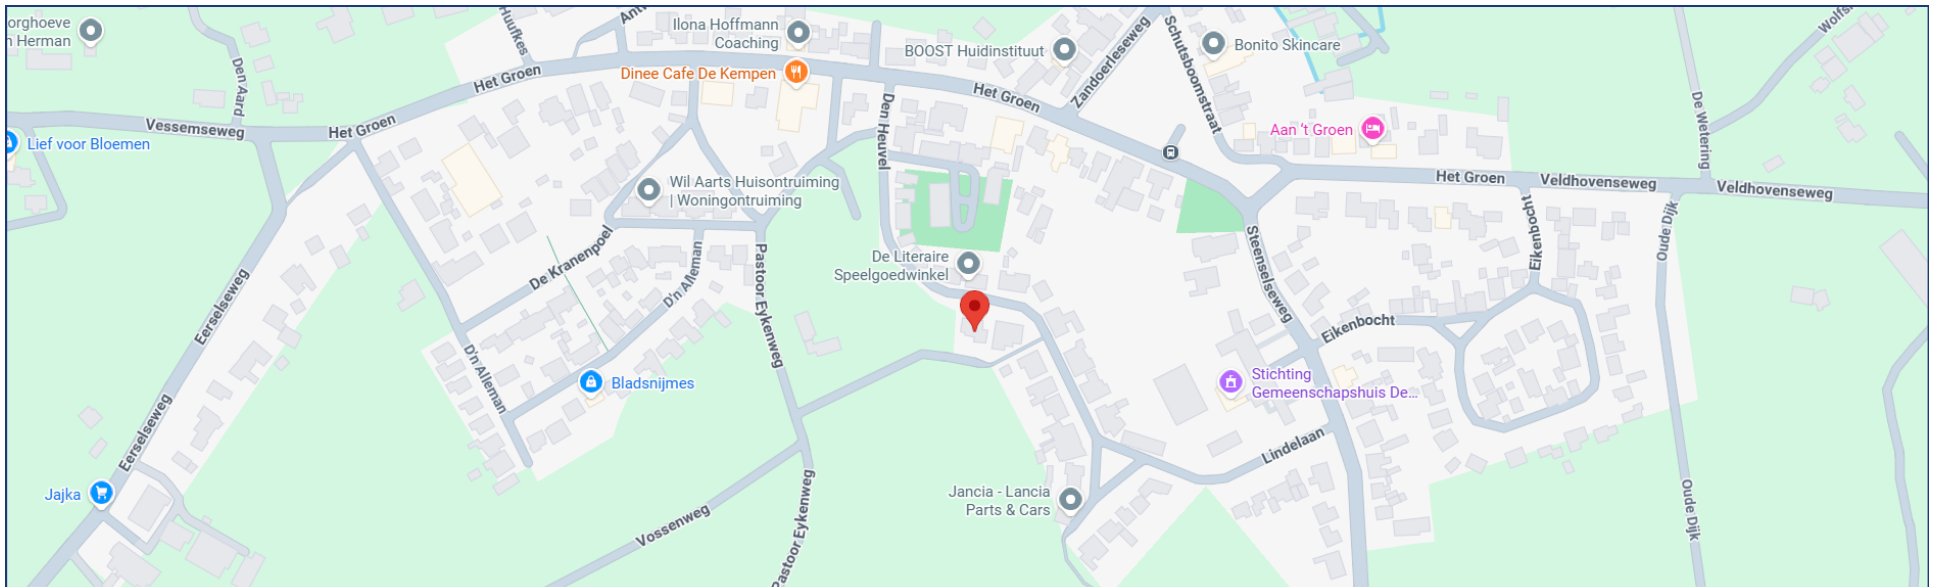 orghoeve
n Herman
Huufkes
Ilona Hoffmann
Coaching
BOOST Huidinstituut
Zandoerleseweg
Schutsboomstraat
Bonito Skincare
Den Aard
Dinee Cafe De Kempen
Het Groen
Het Groen
Het Groen
Vessemseweg
Lief voor Bloemen
Den Heuvel
Aan 't Groen
De Wetering
Het Groen
Veldhovenseweg
Veldhovenseweg
Wil Aarts Huisontruiming
| Woningontruiming
Eikenbocht
Oude Dijk
De Kranenpoel
D'n Alleman
Pastoor Eykenweg
De Literaire
Speelgoedwinkel
Steenselseweg
Eerselseweg
Eikenbocht
D'n Alleman
Bladsnijmes
Stichting
Gemeenschapshuis De...
Eerselseweg
Lindelaan
Jajka
Vossenweg
Pastoor Eykenweg
Jancia - Lancia
Parts & Cars
Oude Dijk